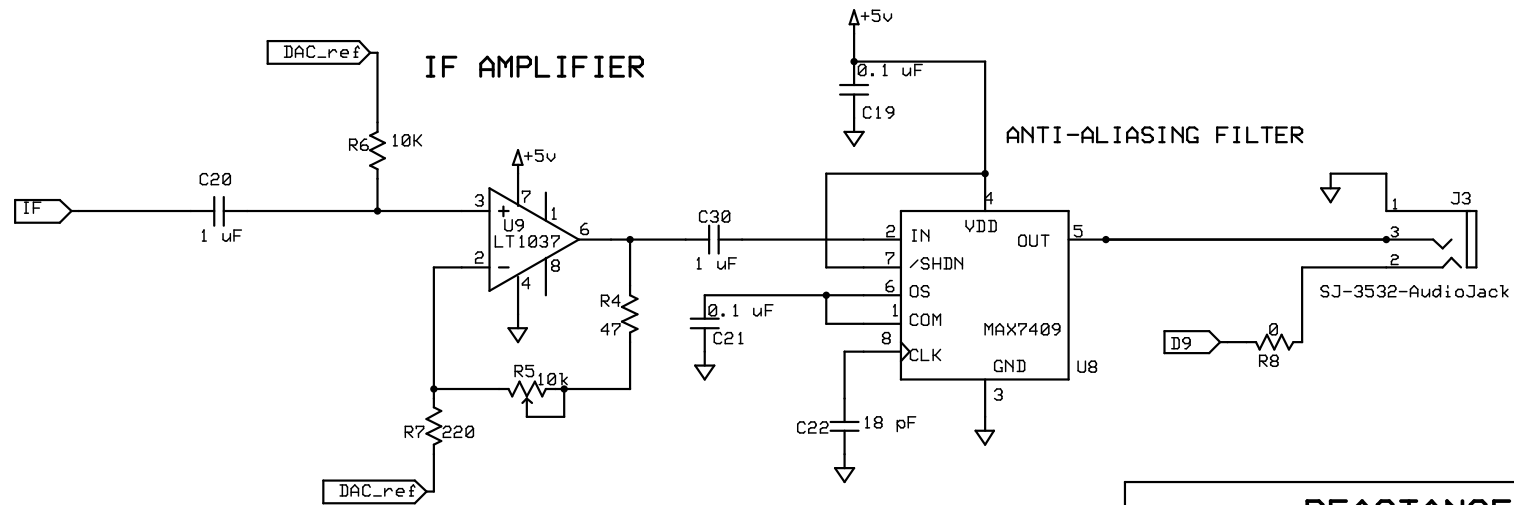 +5v
DAC_ref
IF AMPLIFIER
0.1 uF
C19
ANTI-ALIASING FILTER
R6
10K
+5v
C20
IF
1 uF
3
+
7
1
U9
LT1037
6
2
-
8
4
C30
1 uF
4
VDD
2
IN
OUT
5
7
/SHDN
6
OS
1
COM
MAX7409
8
CLK
U8
GND
3
1
J3
3
2
SJ-3532-AudioJack
0.1 uF
C21
R4
47
R5
10k
0
D9
R8
R7
220
C22
18 pF
DAC_ref